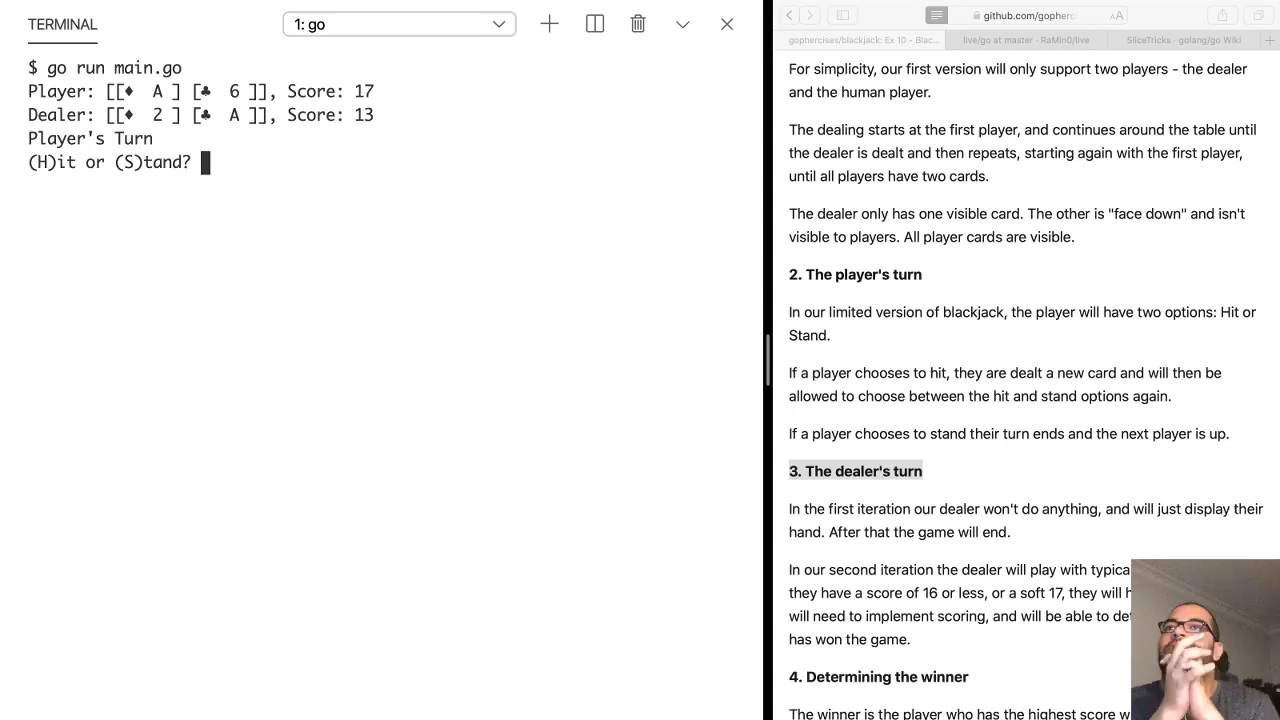 TERMINAL
1: go
$ go run main.go
Player: [[♦ A ] [♣ 6 ]], Score: 17
Dealer: [[♦ 2 ] [♣ A ]], Score: 13
Player's Turn
(H)it or (S)tand?
github.com/gopherc
AA
gophercises/blackjack: Ex 10 - Blac...
live/go at master · RaMin0/live
SliceTricks · golang/go Wiki
For simplicity, our first version will only support two players - the dealer
and the human player.
The dealing starts at the first player, and continues around the table until
the dealer is dealt and then repeats, starting again with the first player,
until all players have two cards.
The dealer only has one visible card. The other is "face down" and isn't
visible to players. All player cards are visible.
2. The player's turn
In our limited version of blackjack, the player will have two options: Hit or
Stand.
If a player chooses to hit, they are dealt a new card and will then be
allowed to choose between the hit and stand options again.
If a player chooses to stand their turn ends and the next player is up.
3. The dealer's turn
In the first iteration our dealer won't do anything, and will just display their
hand. After that the game will end.
In our second iteration the dealer will play with typica
they have a score of 16 or less, or a soft 17, they will h
will need to implement scoring, and will be able to de
has won the game.
4. Determining the winner
The winner is the player who has the highest score w